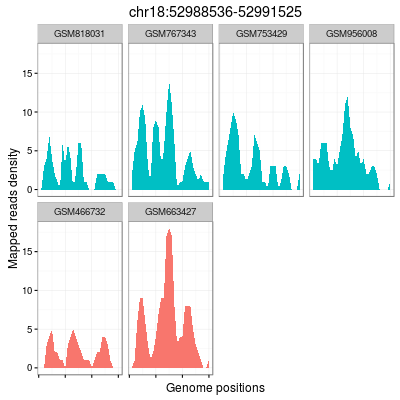 chr18:52988536-52991525
GSM818031 GSM767343 GSM753429 GSM956008
15
10
5
0
GSM466732 GSM663427
15
10
5
0
Mapped reads density
Genome positions